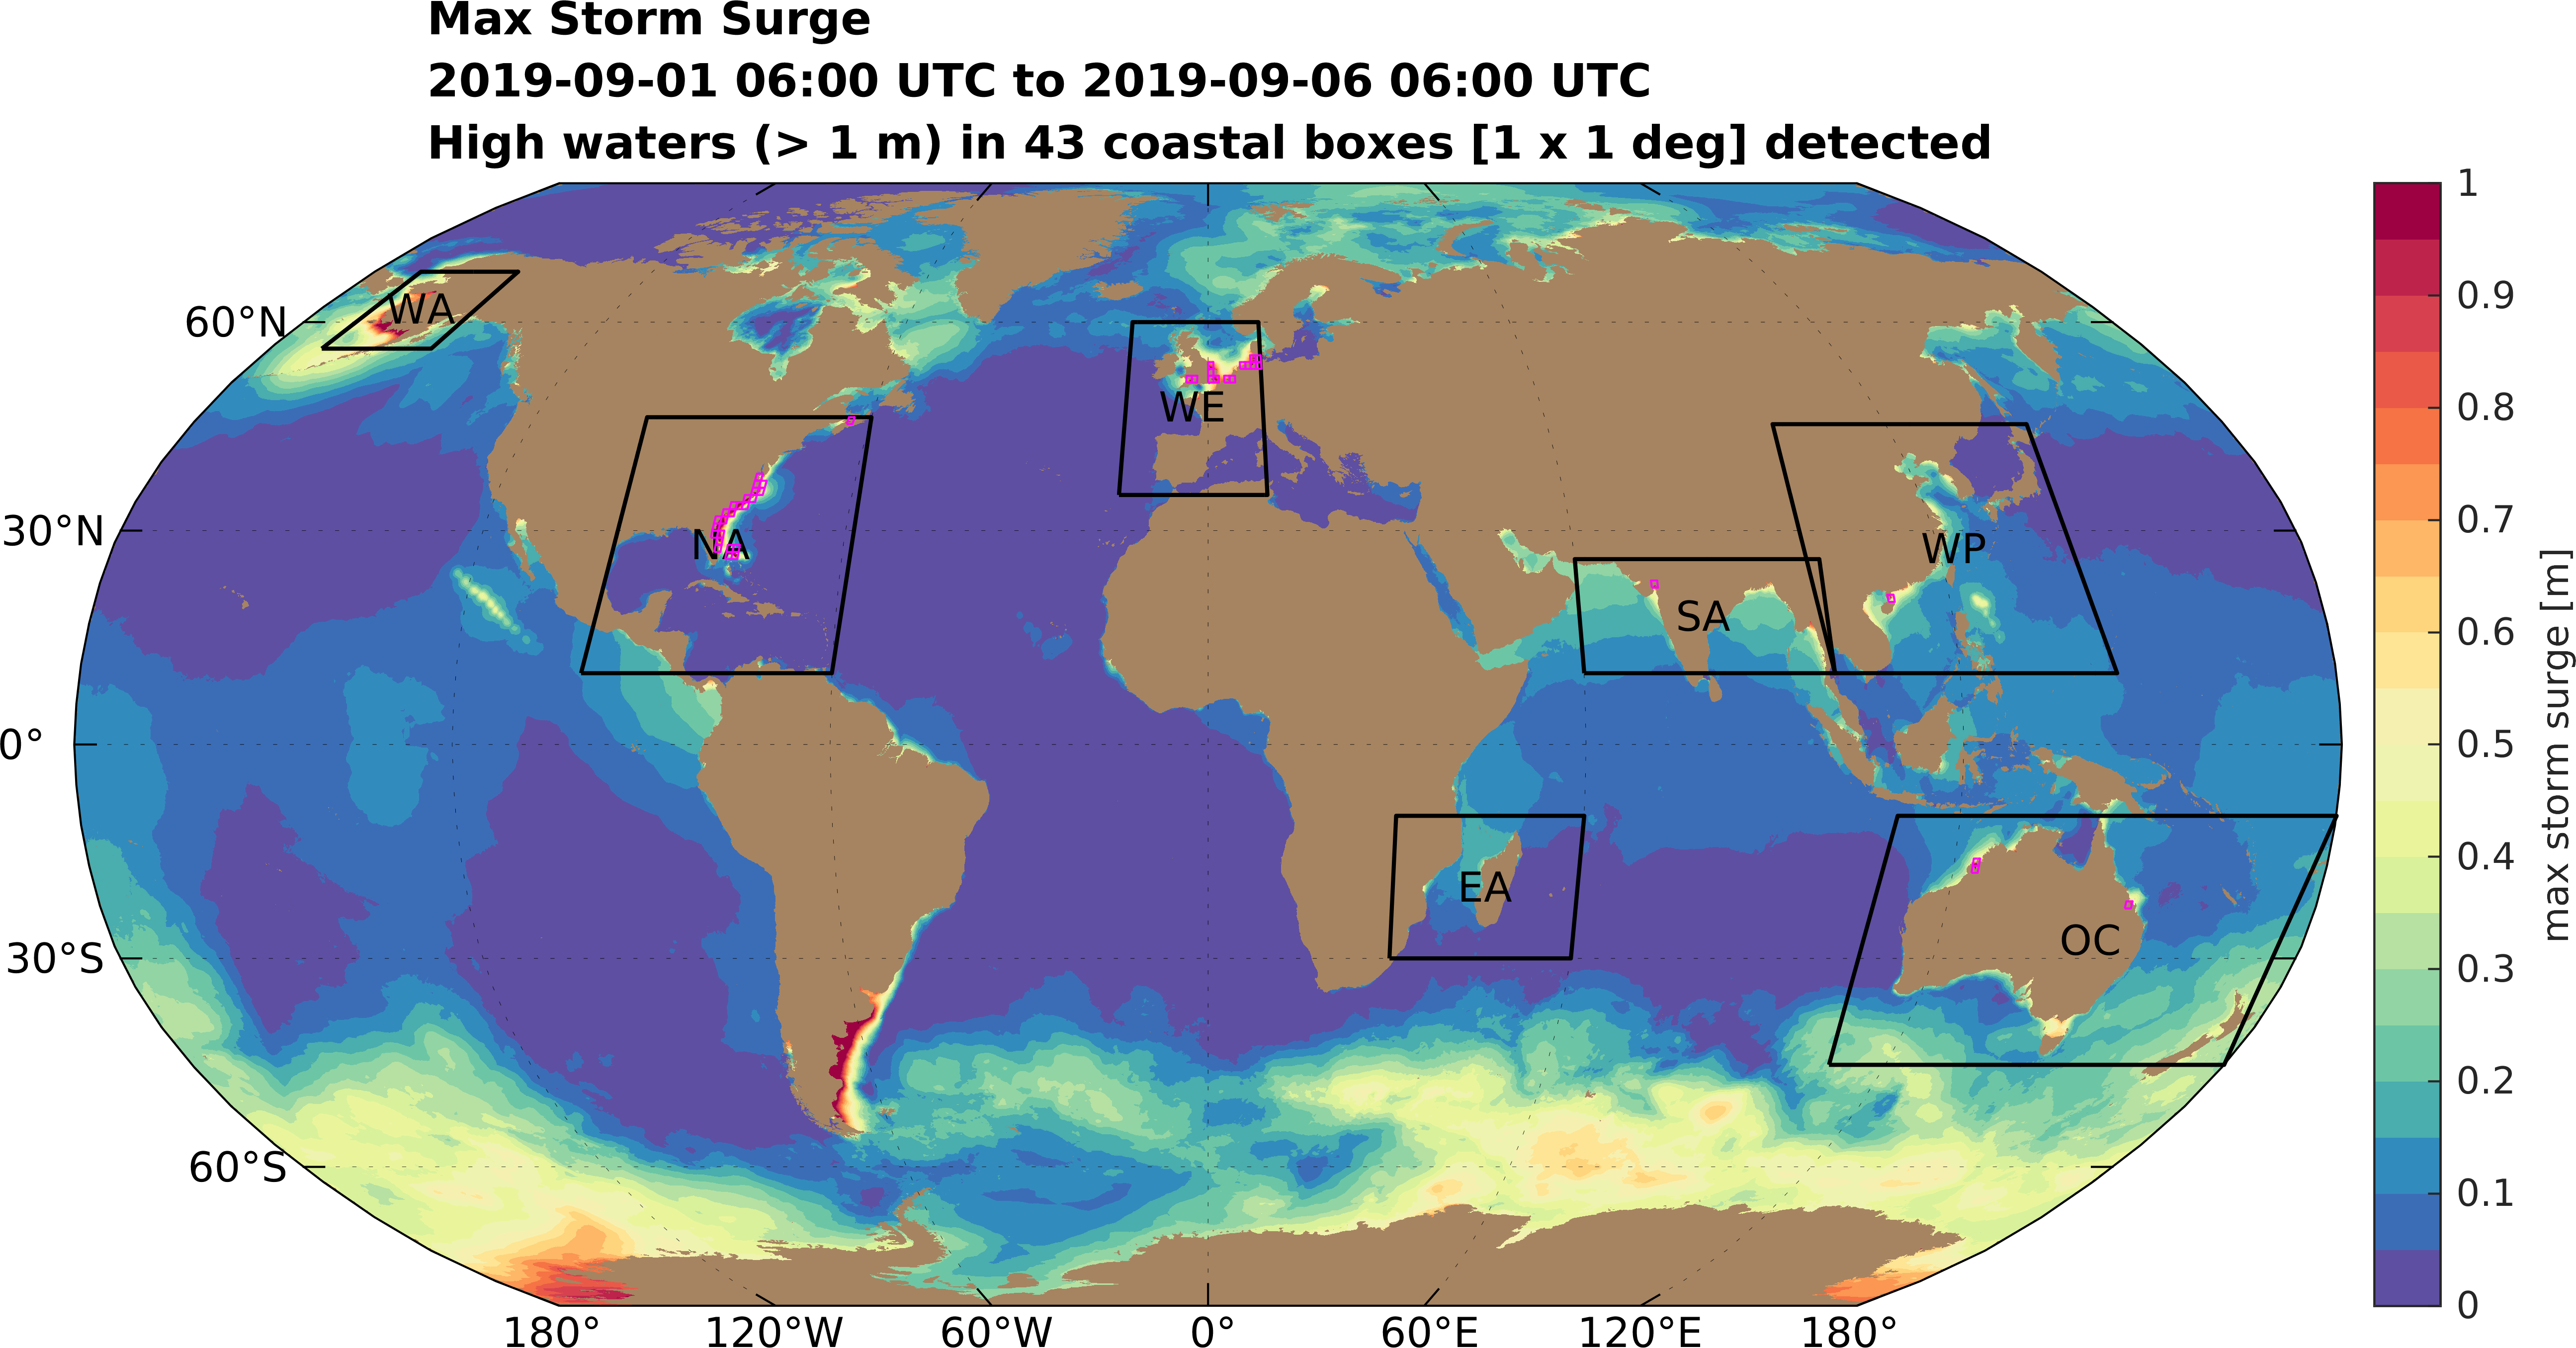 Max Storm Surge
2019-09-01 06:00 UTC to 2019-09-06 06:00 UTC
High waters (> 1 m) in 43 coastal boxes [1 x 1 deg] detected
60°N
30°N
0°
30°S
60°S
WA
NA
WE
SA
WP
EA
OC
180°
120°W
60°W
0°
60°E
120°E
180°
1
0.9
0.8
0.7
0.6
0.5
0.4
0.3
0.2
0.1
0
max storm surge [m]